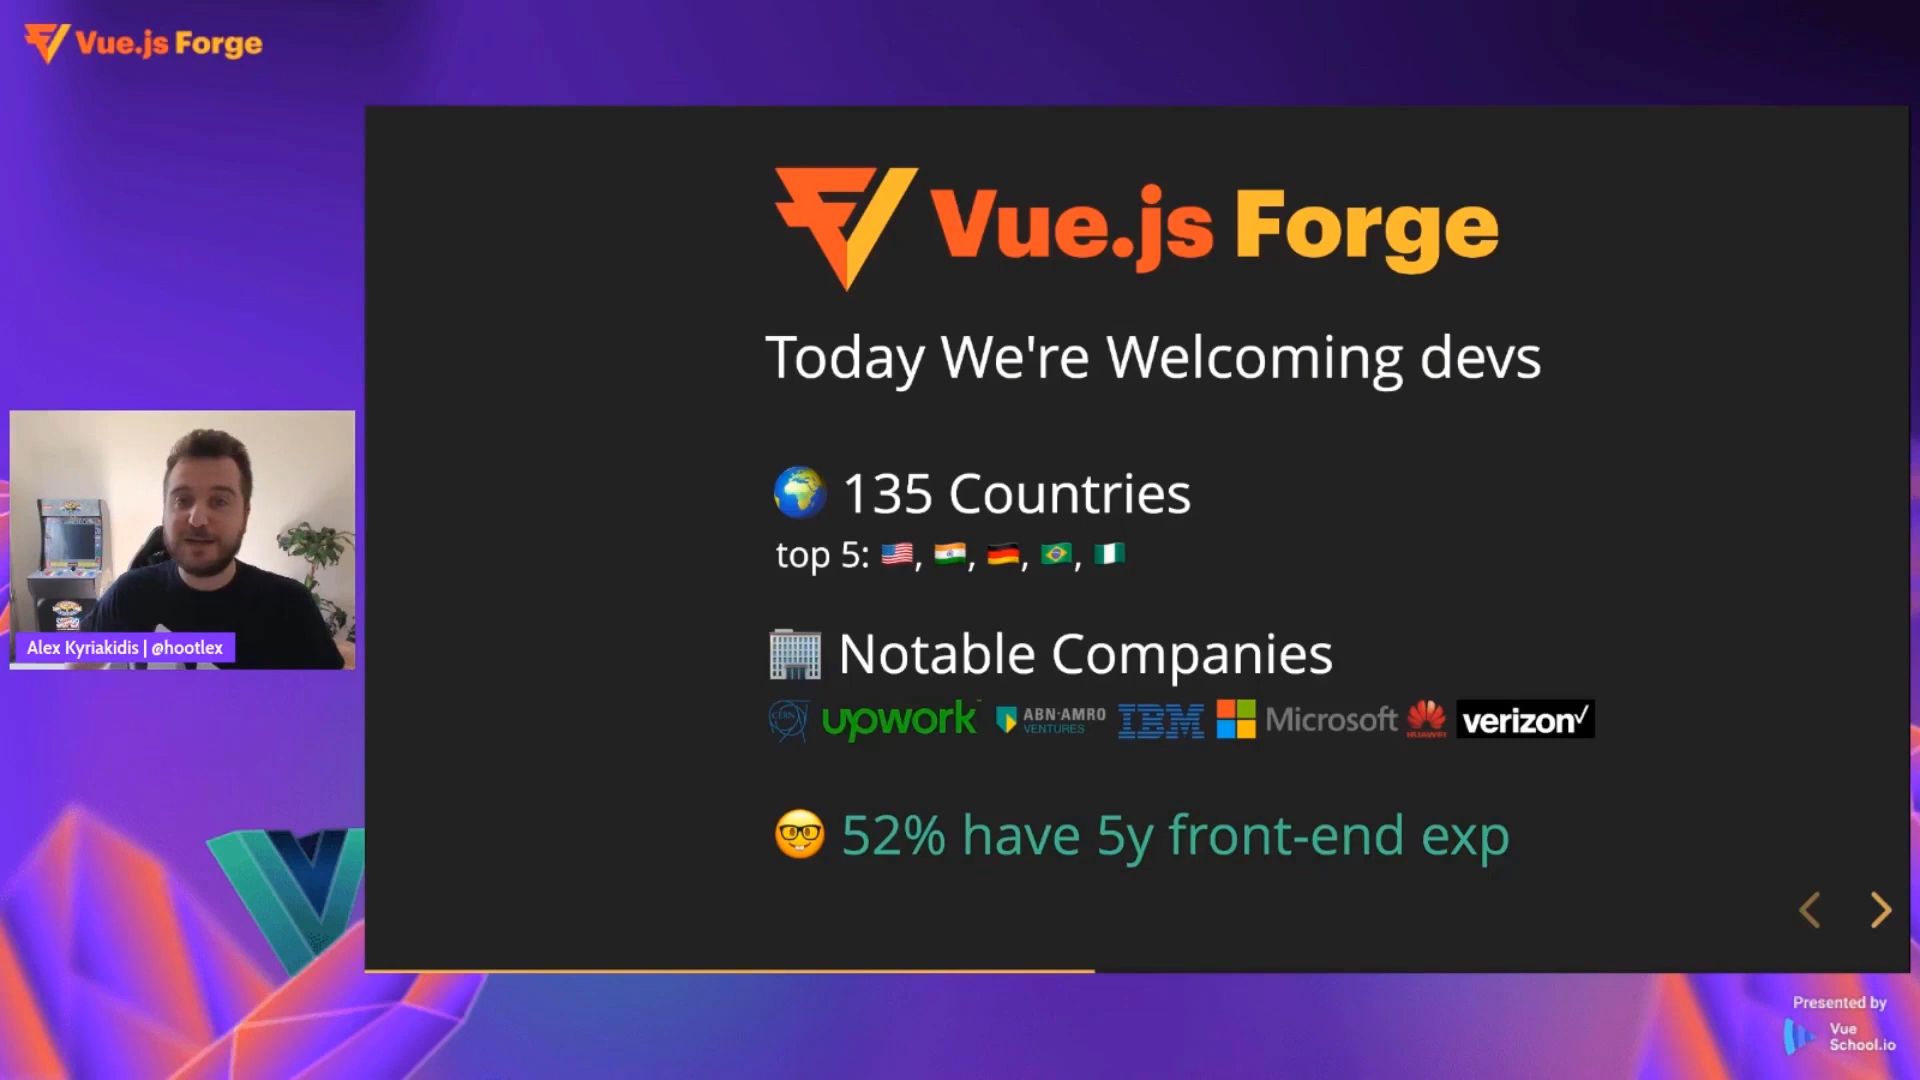 Vue.js Forge
Vue.js Forge
Today We're Welcoming devs
135 Countries
top 5: 🇺🇸, 🇮🇳, 🇩🇪, 🇧🇷, 🇳🇬
Notable Companies
CERN upwork ABN·AMRO VENTURES IBM Microsoft HUAWEI verizon✓
52% have 5y front-end exp
Alex Kyriakidis | @hootlex
Presented by
Vue
School.io